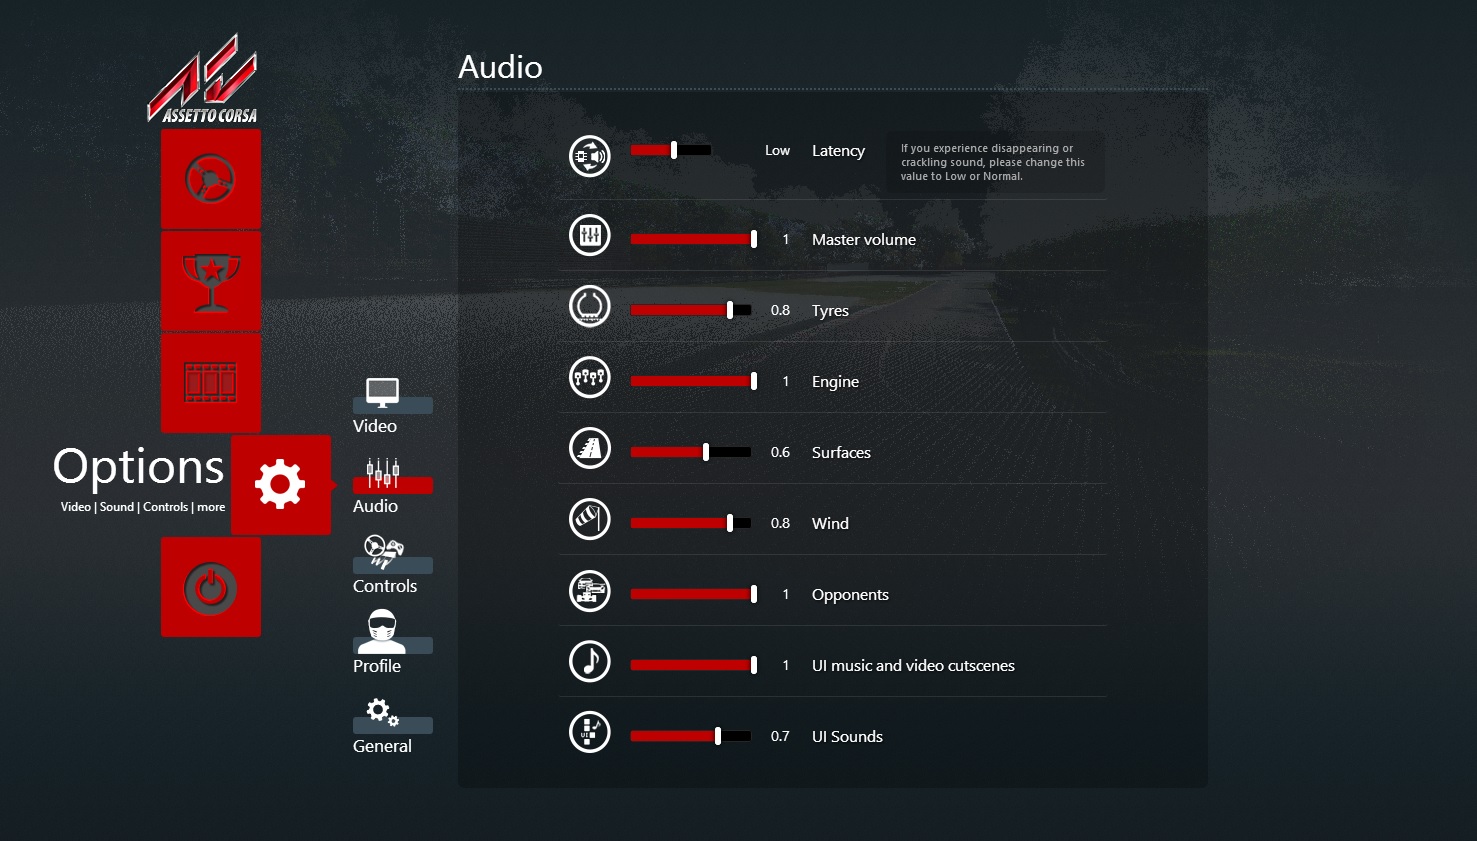 ASSETTO CORSA
Options
Video | Sound | Controls | more
Video
Audio
Controls
Profile
General
Audio
Low Latency
If you experience disappearing or
crackling sound, please change this
value to Low or Normal.
1 Master volume
0.8 Tyres
1 Engine
0.6 Surfaces
0.8 Wind
1 Opponents
1 UI music and video cutscenes
UI
0.7 UI Sounds